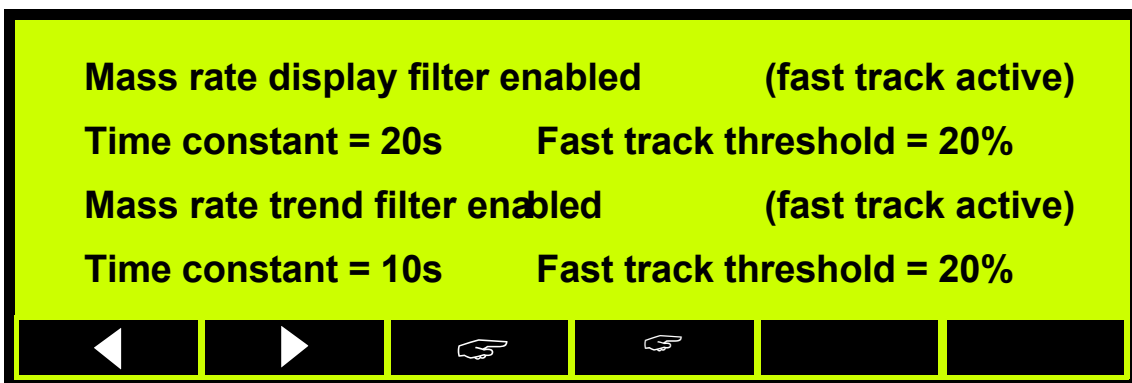 Mass rate display filter enabled (fast track active)
Time constant = 20s Fast track threshold = 20%
Mass rate trend filter enabled (fast track active)
Time constant = 10s Fast track threshold = 20%